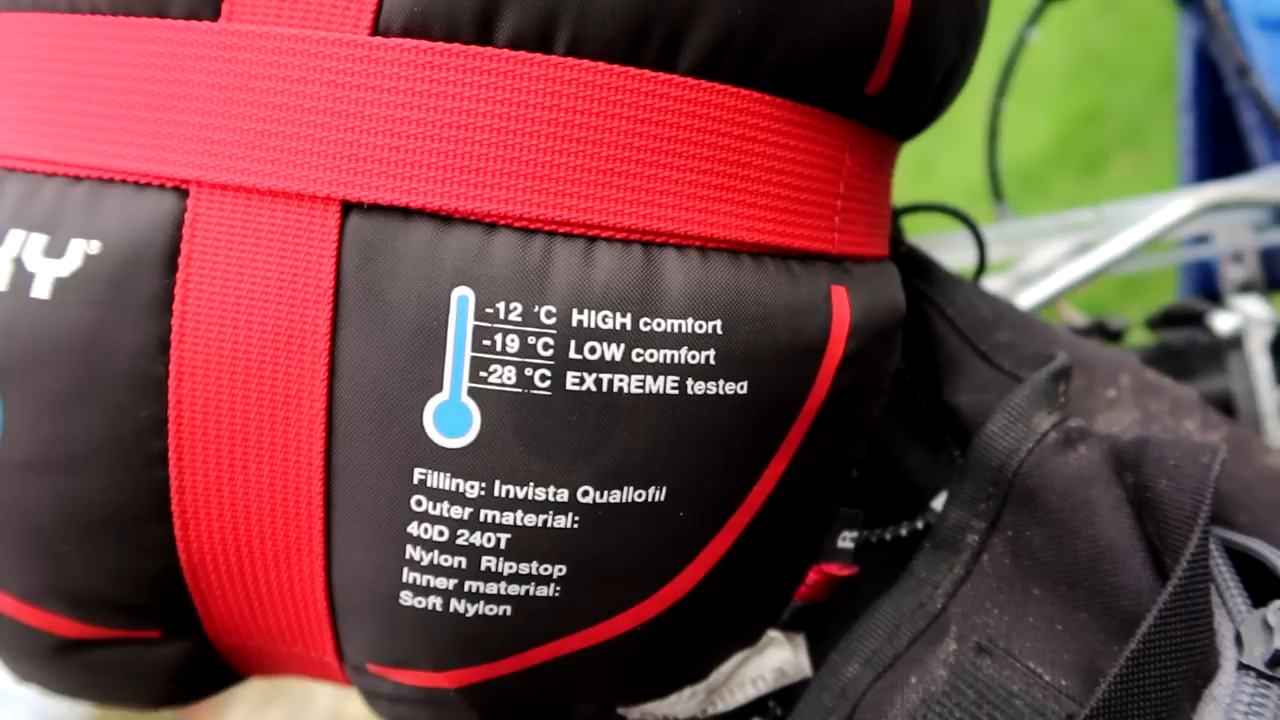 XY®
-12 °C HIGH comfort
-19 °C LOW comfort
-28 °C EXTREME tested
Filling: Invista Quallofil
Outer material:
40D 240T
Nylon Ripstop
Inner material:
Soft Nylon
R